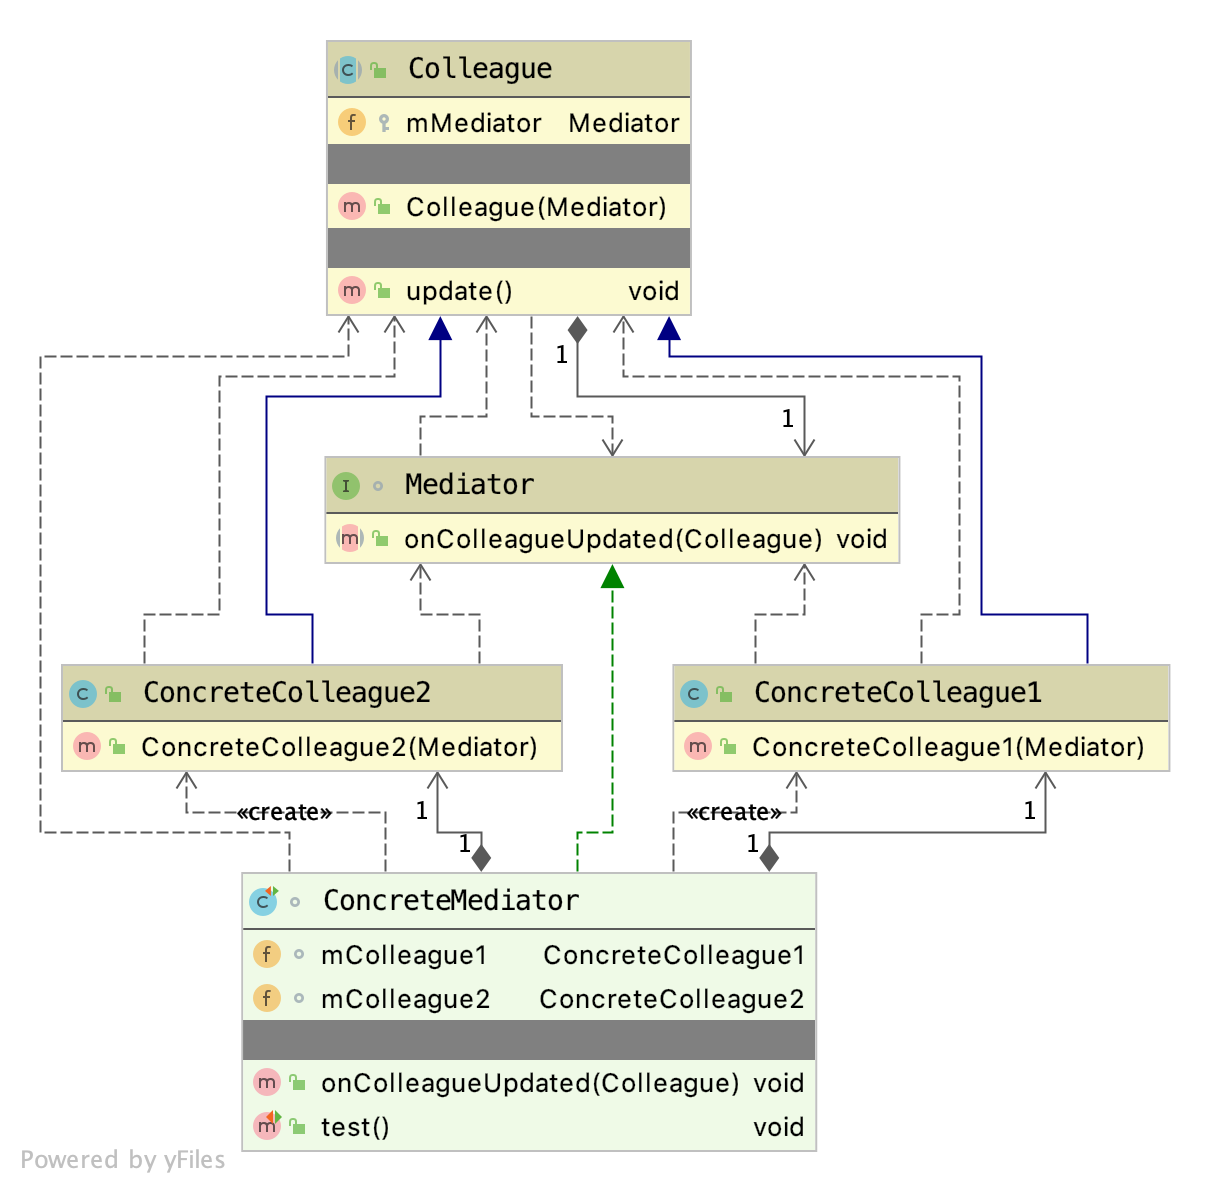 Colleague
mMediator Mediator
Colleague(Mediator)
update() void
1
1
Mediator
onColleagueUpdated(Colleague) void
ConcreteColleague2
ConcreteColleague2(Mediator)
ConcreteColleague1
ConcreteColleague1(Mediator)
«create» 1 «create» 1
1 1
ConcreteMediator
mColleague1 ConcreteColleague1
mColleague2 ConcreteColleague2
onColleagueUpdated(Colleague) void
test() void
Powered by yFiles